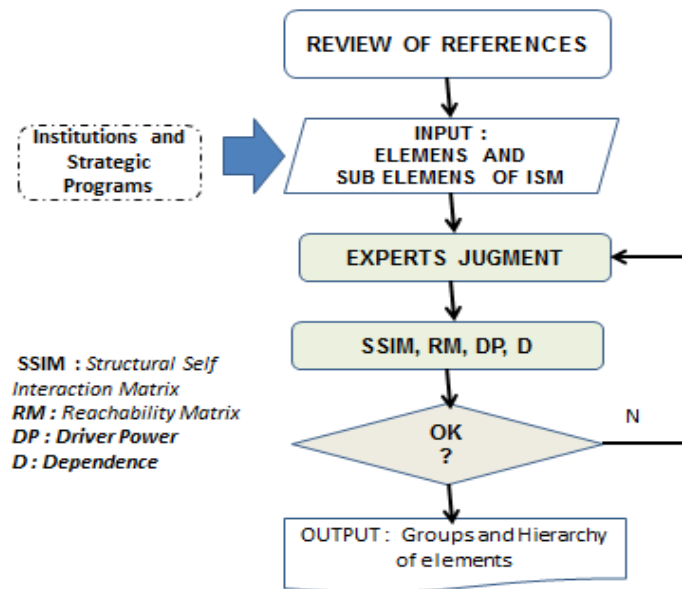 REVIEW OF REFERENCES
Institutions and
Strategic
Programs
INPUT :
ELEMENS AND
SUB ELEMENS OF ISM
EXPERTS JUGMENT
SSIM, RM, DP, D
SSIM : Structural Self
Interaction Matrix
RM : Reachability Matrix
DP : Driver Power
D : Dependence
OK
?
N
OUTPUT : Groups and Hierarchy
of elements